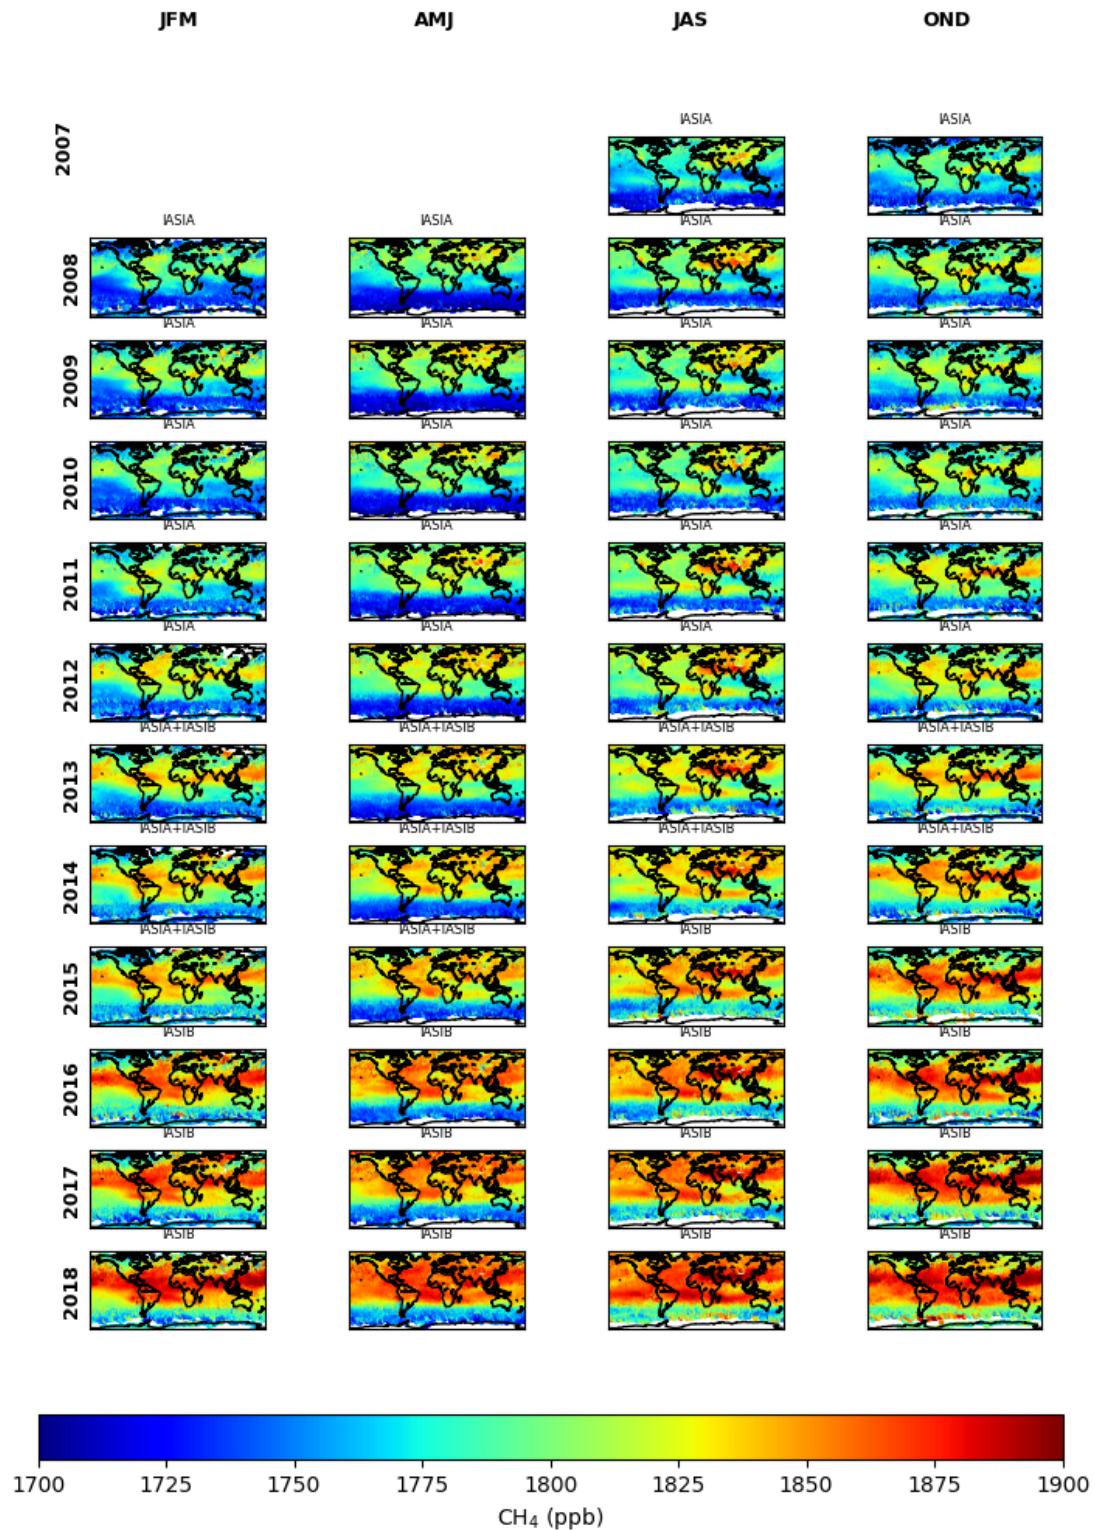 JFM AMJ JAS OND
IASIA IASIA
2007
IASIA IASIA IASIA IASIA
2008
IASIA IASIA IASIA IASIA
2009
IASIA IASIA IASIA IASIA
2010
IASIA IASIA IASIA IASIA
2011
IASIA IASIA IASIA IASIA
2012
IASIA+IASIB IASIA+IASIB IASIA+IASIB IASIA+IASIB
2013
IASIA+IASIB IASIA+IASIB IASIA+IASIB IASIA+IASIB
2014
IASIA+IASIB IASIA+IASIB IASIB IASIB
2015
IASIB IASIB IASIB IASIB
2016
IASIB IASIB IASIB IASIB
2017
IASIB IASIB IASIB IASIB
2018
1700 1725 1750 1775 1800 1825 1850 1875 1900
CH₄ (ppb)